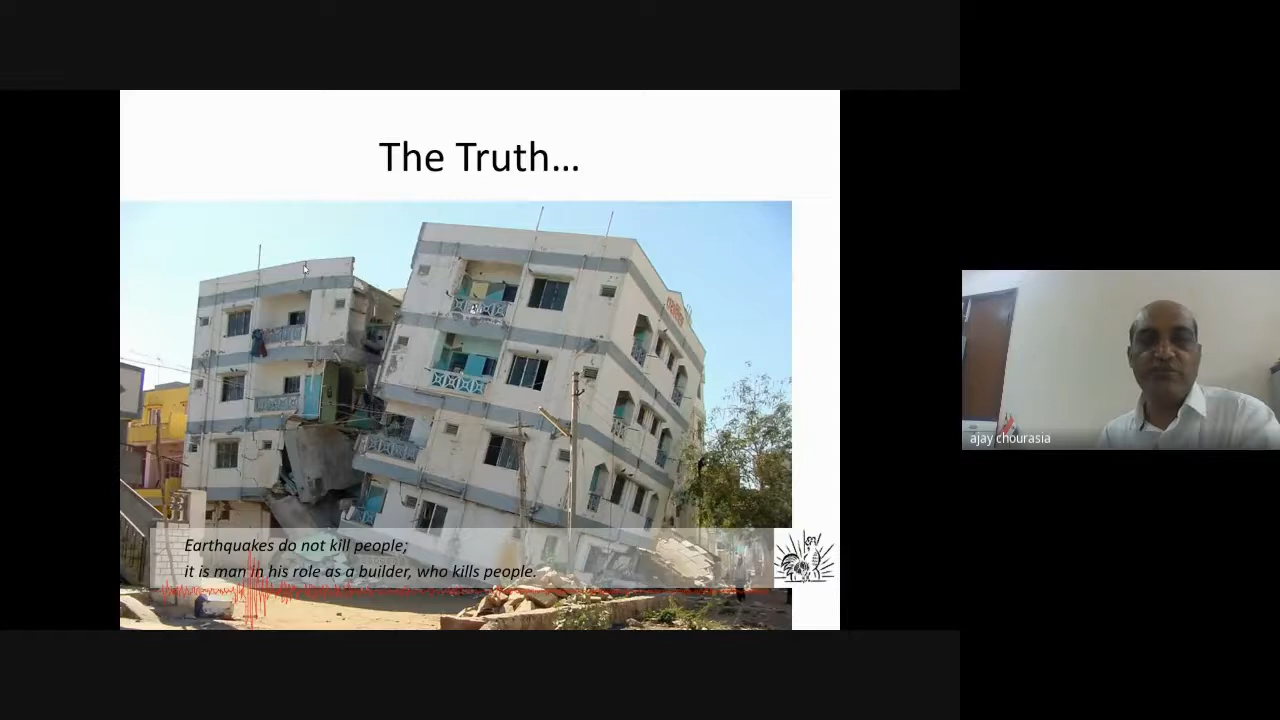 The Truth...
Earthquakes do not kill people;
it is man in his role as a builder, who kills people.
ajay chourasia